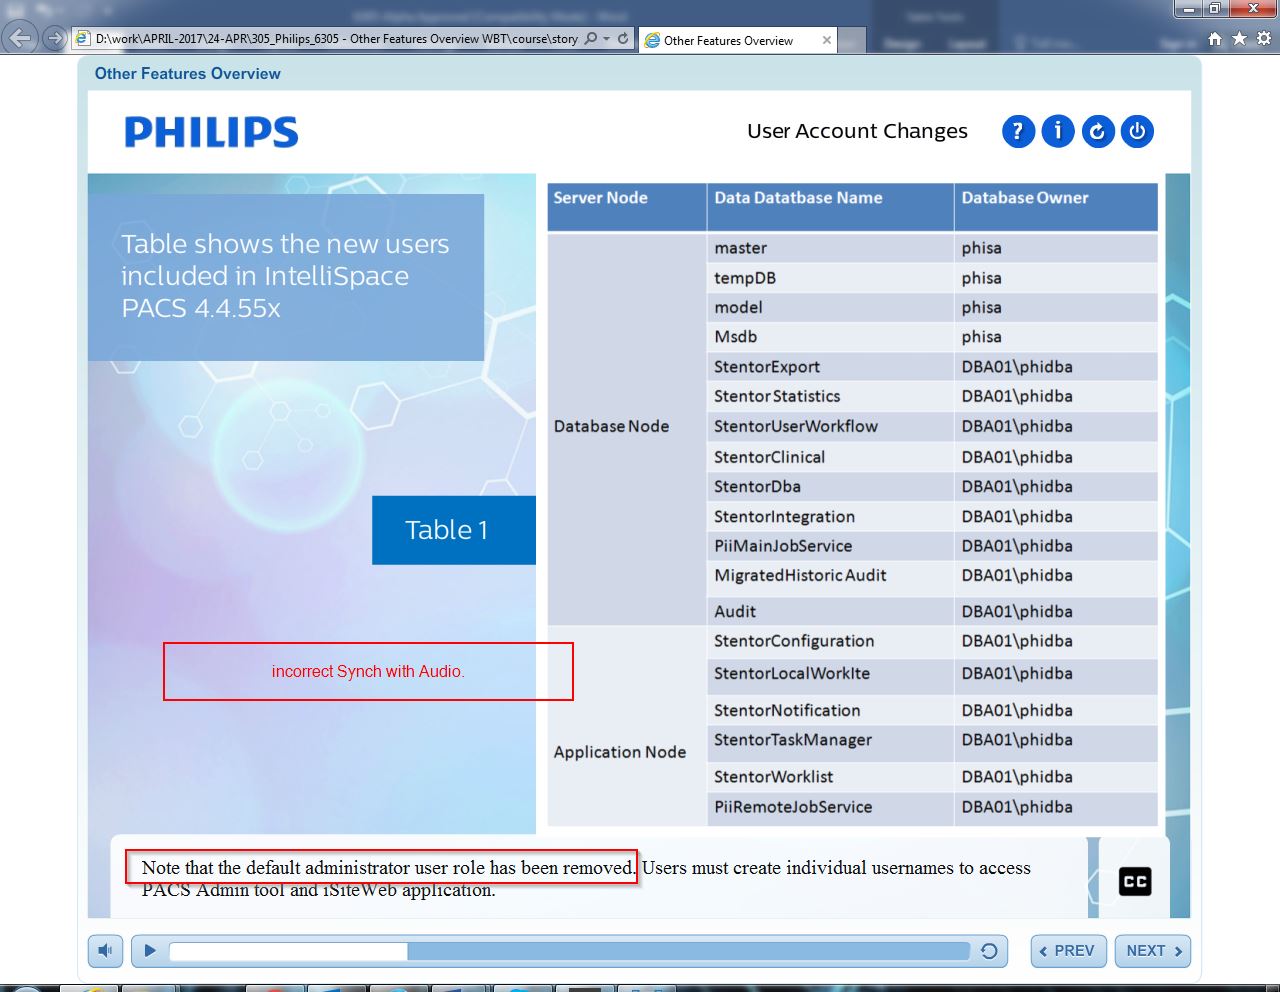 D:\work\APRIL-2017\24-APR\305_Philips_6305 - Other Features Overview WBT\course\story
Other Features Overview
Other Features Overview
PHILIPS
User Account Changes
Table shows the new users
included in IntelliSpace
PACS 4.4.55x
Table 1
incorrect Synch with Audio.
Server Node Data Datatbase Name Database Owner
master phisa
tempDB phisa
model phisa
Msdb phisa
StentorExport DBA01\phidba
Stentor Statistics DBA01\phidba
Database Node StentorUserWorkflow DBA01\phidba
StentorClinical DBA01\phidba
StentorDba DBA01\phidba
StentorIntegration DBA01\phidba
PiiMainJobService DBA01\phidba
MigratedHistoric Audit DBA01\phidba
Audit DBA01\phidba
StentorConfiguration DBA01\phidba
StentorLocalWorklte DBA01\phidba
StentorNotification DBA01\phidba
Application Node StentorTaskManager DBA01\phidba
StentorWorklist DBA01\phidba
PiiRemoteJobService DBA01\phidba
Note that the default administrator user role has been removed. Users must create individual usernames to access
PACS Admin tool and iSiteWeb application.
CC
PREV
NEXT